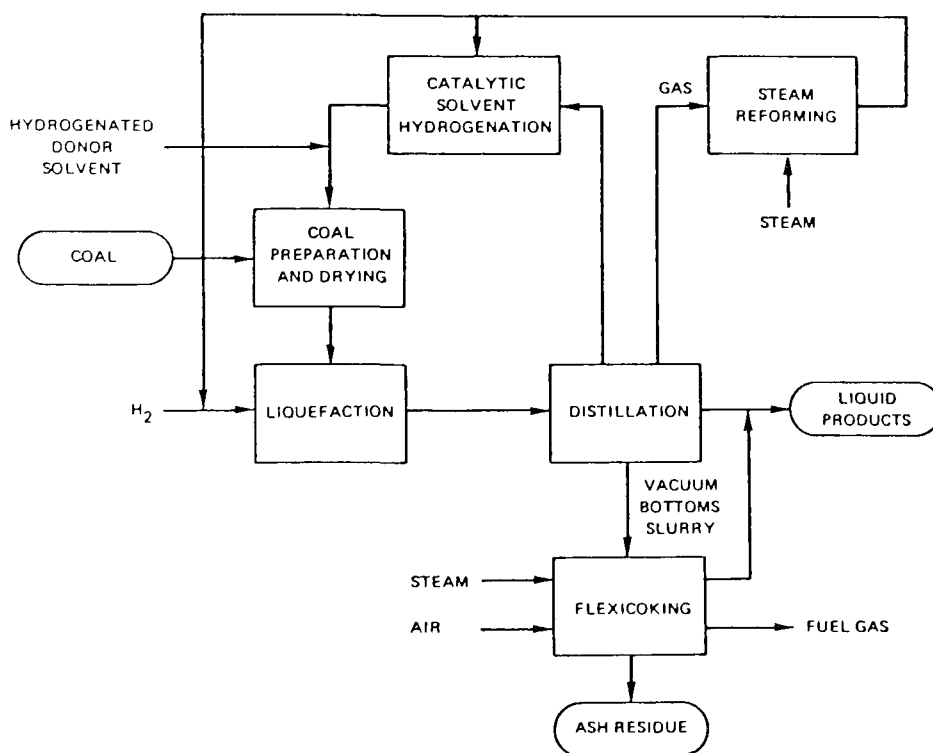 CATALYTIC
SOLVENT
HYDROGENATION
GAS
STEAM
REFORMING
HYDROGENATED
DONOR
SOLVENT
STEAM
COAL
COAL
PREPARATION
AND DRYING
H2
LIQUEFACTION
DISTILLATION
LIQUID
PRODUCTS
VACUUM
BOTTOMS
SLURRY
STEAM
AIR
FLEXICOKING
FUEL GAS
ASH RESIDUE